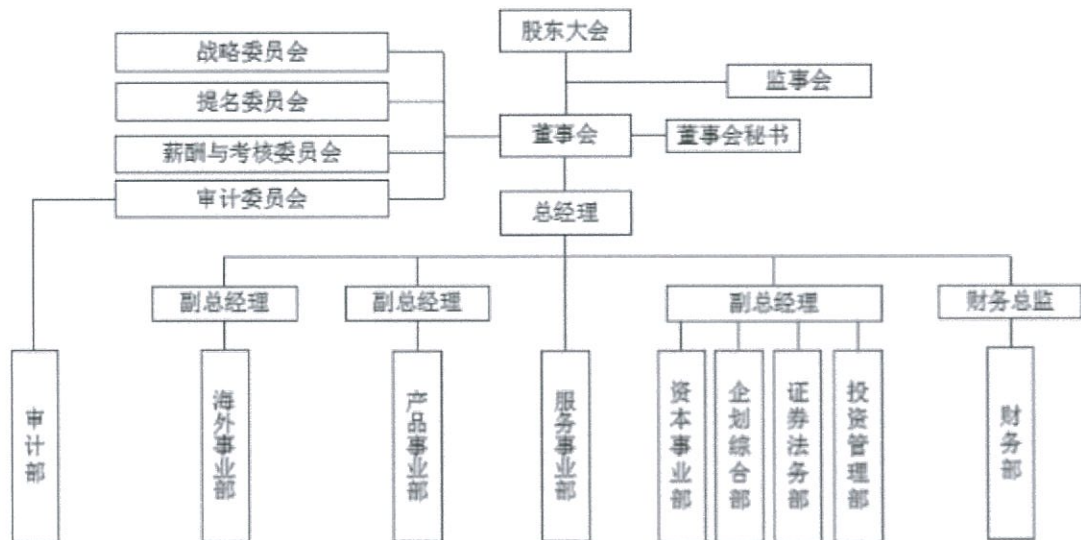 股东大会
战略委员会
监事会
提名委员会
董事会
董事会秘书
薪酬与考核委员会
审计委员会
总经理
副总经理
副总经理
副总经理
财务总监
审计部
海外事业部
产品事业部
服务事业部
资本事业部
企划综合部
证券法务部
投资管理部
财务部